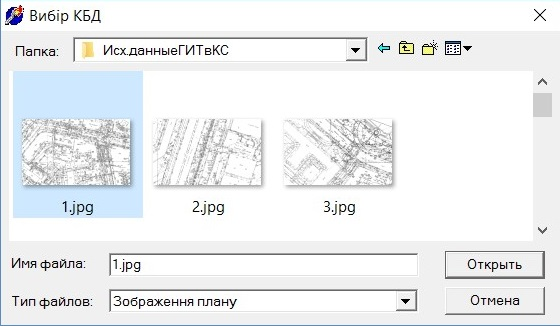 Вибір КБД
Папка: Исх.данныеГИТвКС
1.jpg 2.jpg 3.jpg
Имя файла: 1.jpg Открыть
Тип файлов: Зображення плану Отмена